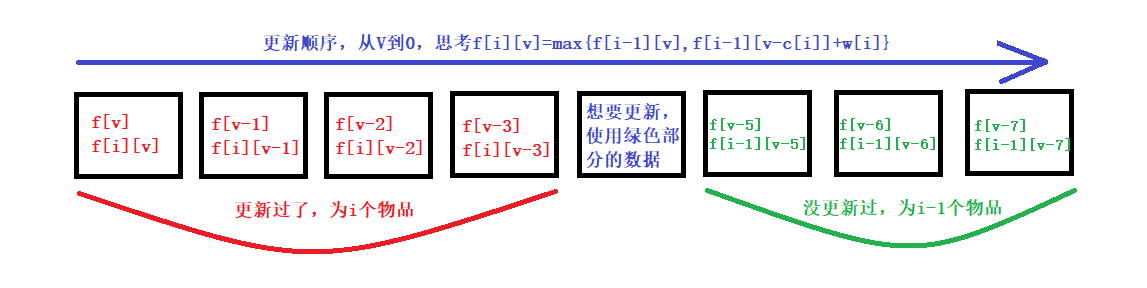 更新顺序，从V到0，思考f[i][v]=max{f[i-1][v],f[i-1][v-c[i]]+w[i]}
f[v]
f[i][v]
f[v-1]
f[i][v-1]
f[v-2]
f[i][v-2]
f[v-3]
f[i][v-3]
想要更新，
使用绿色部
分的数据
f[v-5]
f[i-1][v-5]
f[v-6]
f[i-1][v-6]
f[v-7]
f[i-1][v-7]
更新过了，为i个物品
没更新过，为i-1个物品